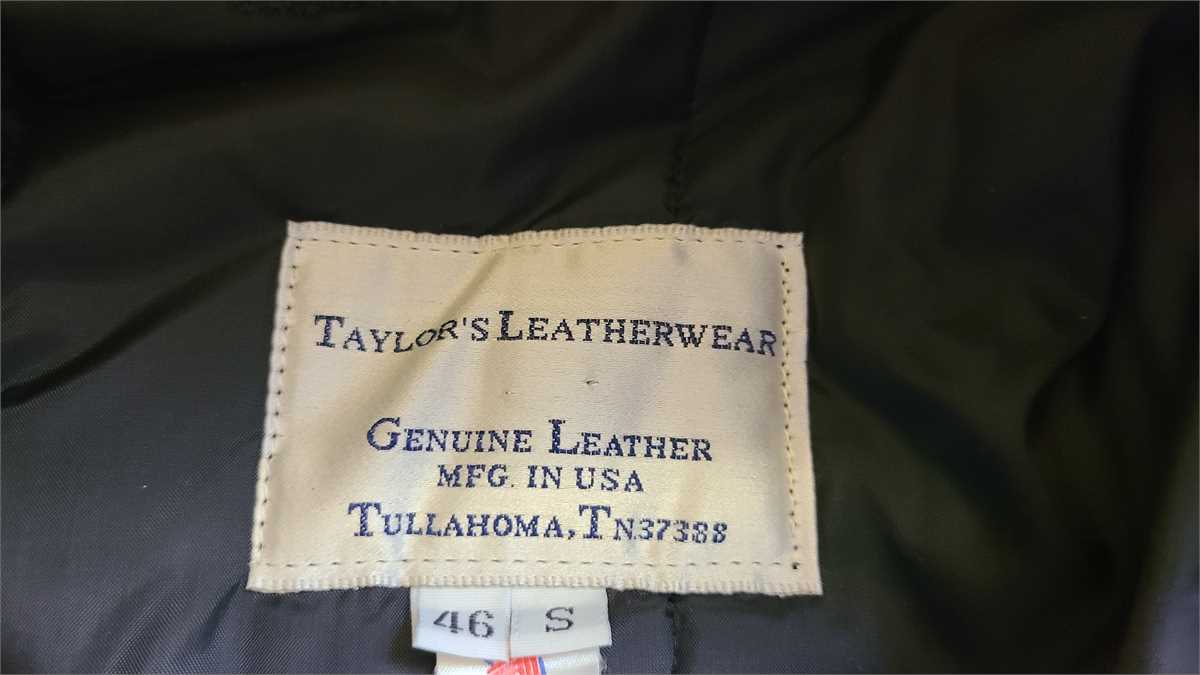 TAYLOR'S LEATHERWEAR
GENUINE LEATHER
MFG. IN USA
TULLAHOMA, TN.37388
46 S